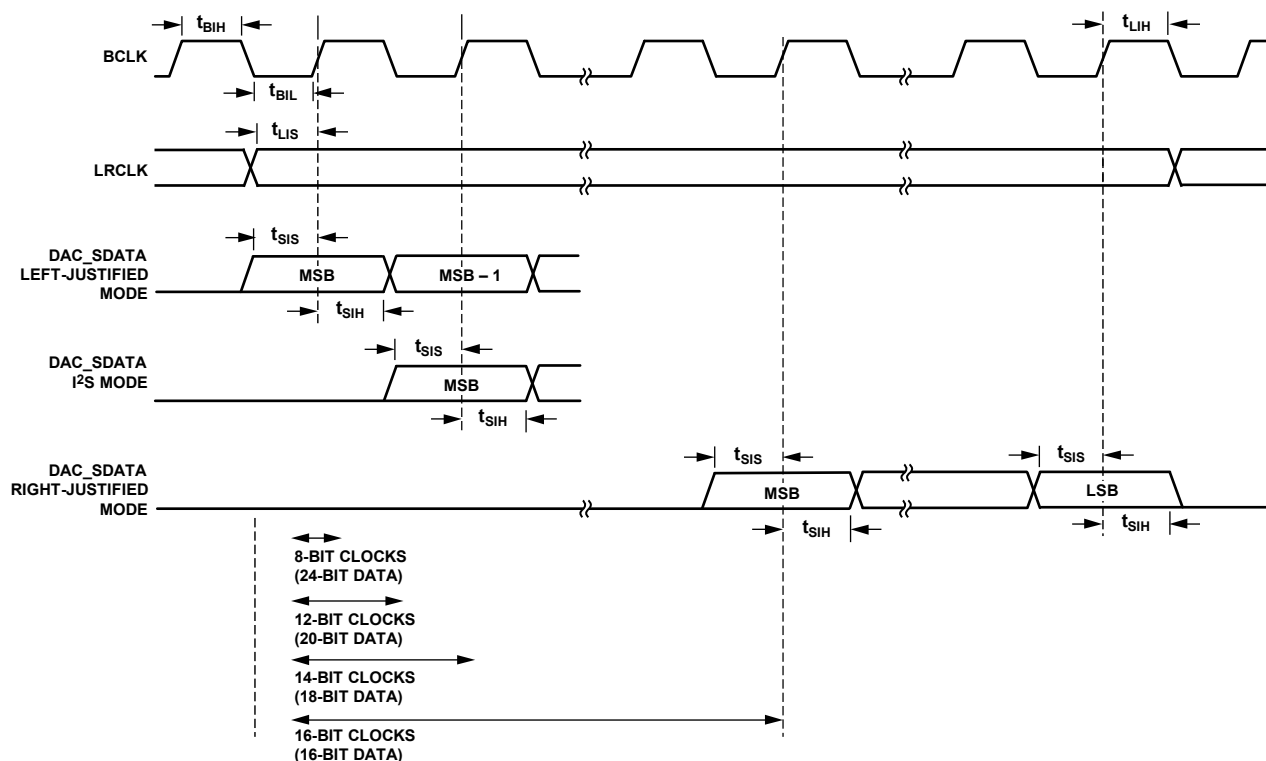 tBIH
tLIH
BCLK
tBIL
tLIS
LRCLK
tSIS
DAC_SDATA
LEFT-JUSTIFIED
MODE
MSB
MSB – 1
tSIH
tSIS
DAC_SDATA
I²S MODE
MSB
tSIH
tSIS
tSIS
DAC_SDATA
RIGHT-JUSTIFIED
MODE
MSB
LSB
tSIH
tSIH
8-BIT CLOCKS
(24-BIT DATA)
12-BIT CLOCKS
(20-BIT DATA)
14-BIT CLOCKS
(18-BIT DATA)
16-BIT CLOCKS
(16-BIT DATA)